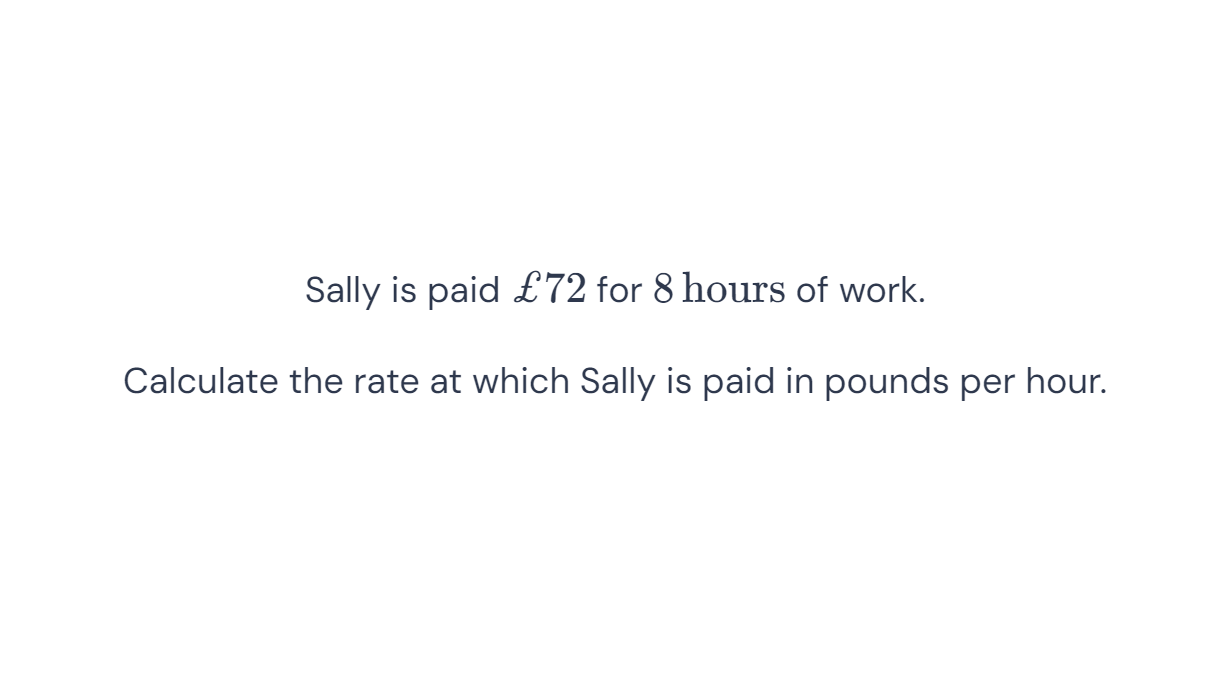 Sally is paid £72 for 8 hours of work.
Calculate the rate at which Sally is paid in pounds per hour.